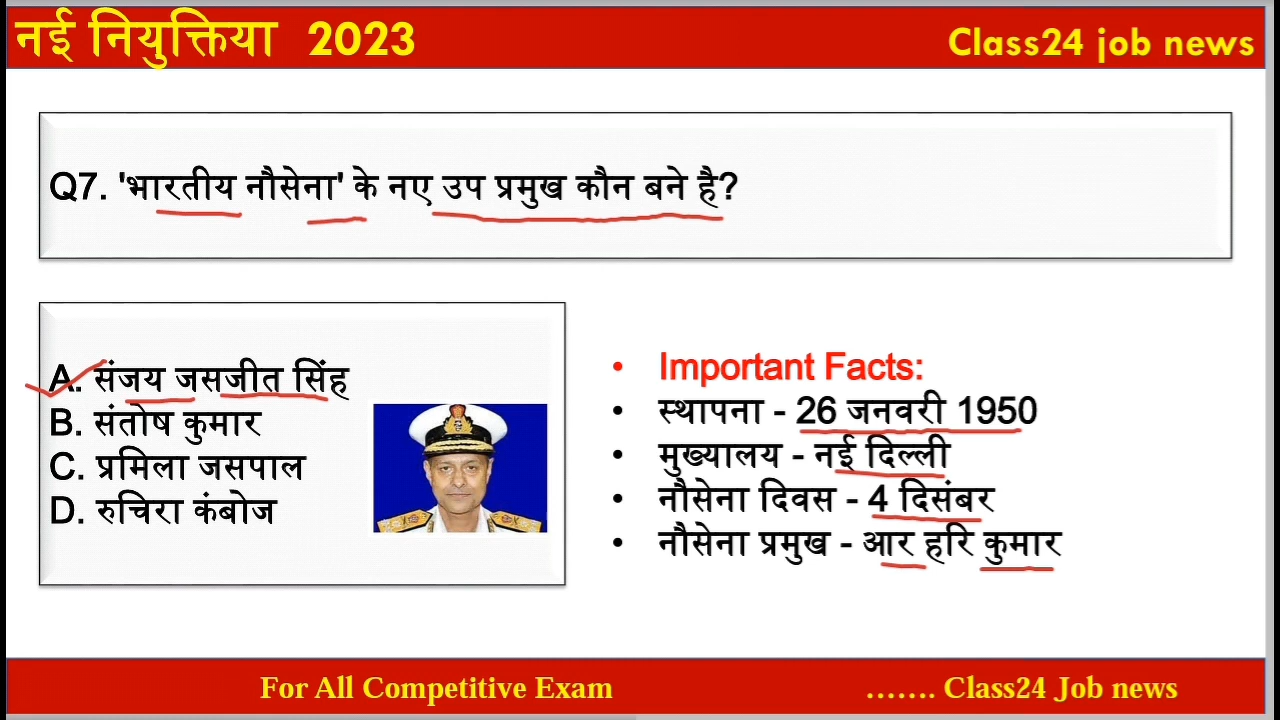 नई नियुक्तिया 2023
Class24 job news
Q7. 'भारतीय नौसेना' के नए उप प्रमुख कौन बने है?
A. संजय जसजीत सिंह
B. संतोष कुमार
C. प्रमिला जसपाल
D. रुचिरा कंबोज
• Important Facts:
• स्थापना - 26 जनवरी 1950
• मुख्यालय - नई दिल्ली
• नौसेना दिवस - 4 दिसंबर
• नौसेना प्रमुख - आर हरि कुमार
For All Competitive Exam
....... Class24 Job news